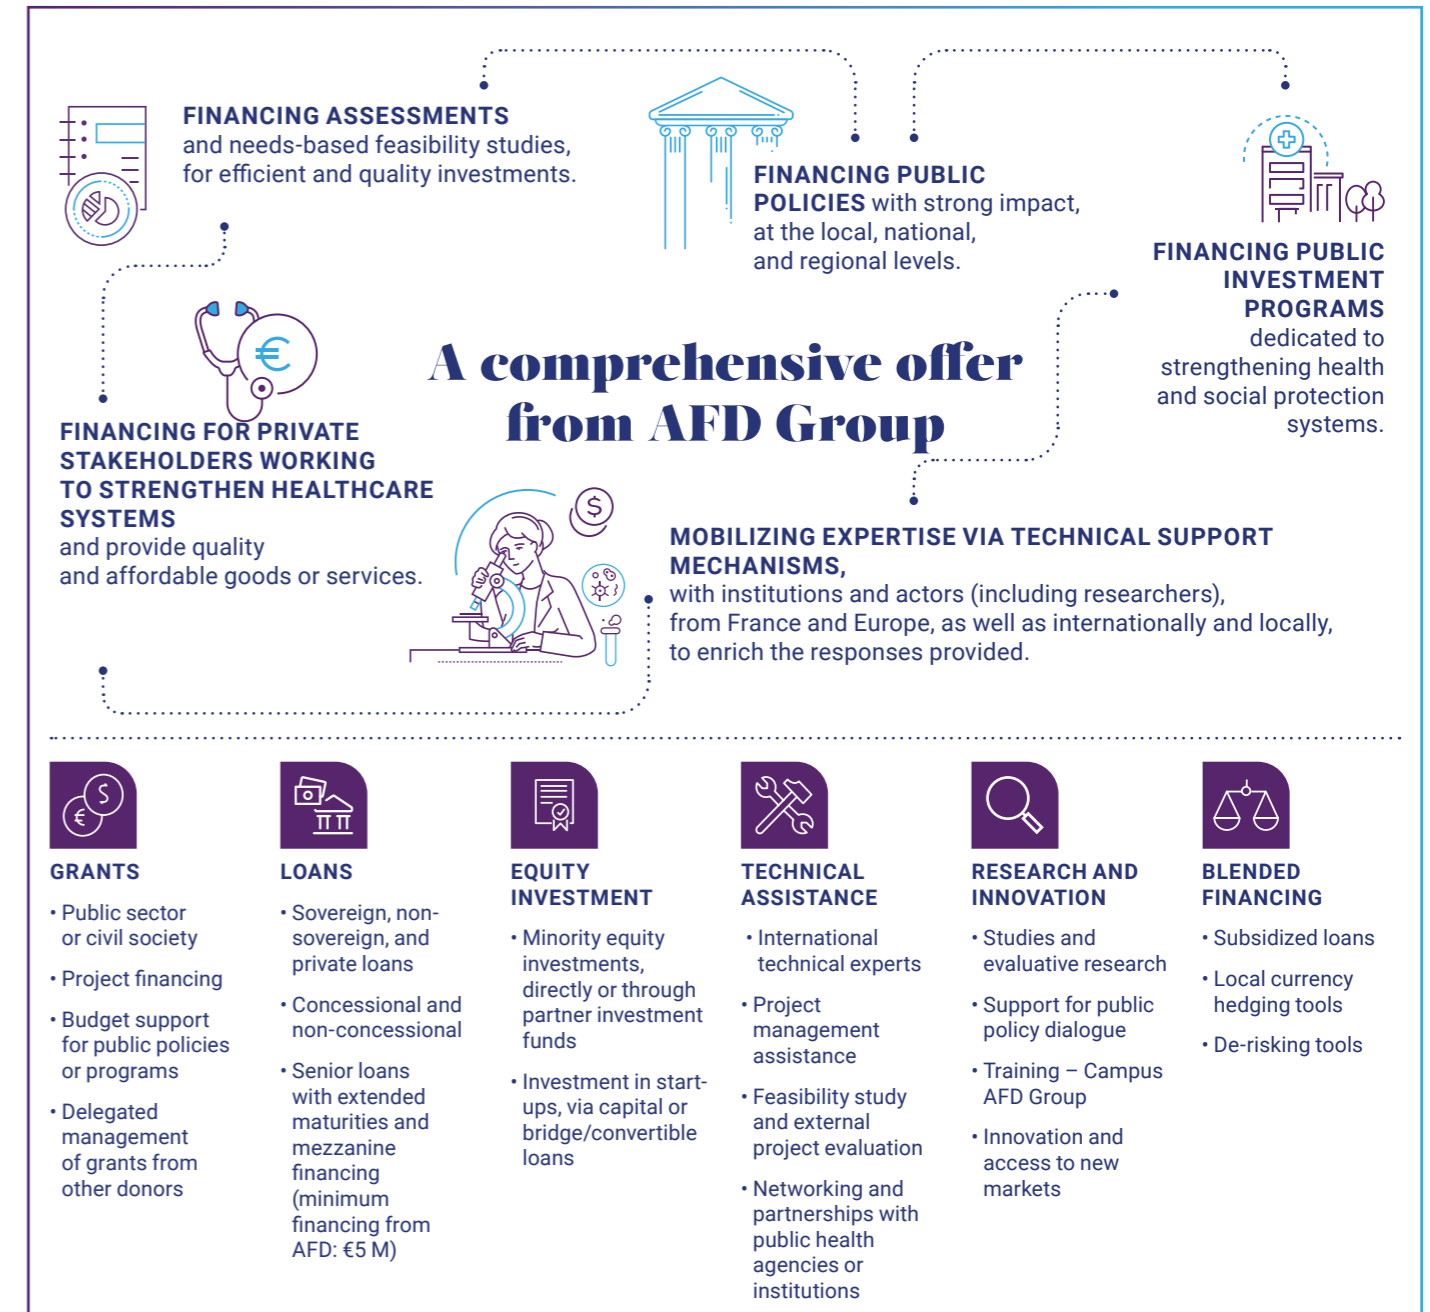 FINANCING ASSESSMENTS
and needs-based feasibility studies,
for efficient and quality investments.
FINANCING PUBLIC
POLICIES with strong impact,
at the local, national,
and regional levels.
FINANCING PUBLIC
INVESTMENT
PROGRAMS
dedicated to
strengthening health
and social protection
systems.
€
A comprehensive offer
from AFD Group
FINANCING FOR PRIVATE
STAKEHOLDERS WORKING
TO STRENGTHEN HEALTHCARE
SYSTEMS
and provide quality
and affordable goods or services.
$
MOBILIZING EXPERTISE VIA TECHNICAL SUPPORT
MECHANISMS,
with institutions and actors (including researchers),
from France and Europe, as well as internationally and locally,
to enrich the responses provided.
€ $
GRANTS
• Public sector
or civil society
• Project financing
• Budget support
for public policies
or programs
• Delegated
management
of grants from
other donors
LOANS
• Sovereign, non-
sovereign, and
private loans
• Concessional and
non-concessional
• Senior loans
with extended
maturities and
mezzanine
financing
(minimum
financing from
AFD: €5 M)
EQUITY
INVESTMENT
• Minority equity
investments,
directly or through
partner investment
funds
• Investment in start-
ups, via capital or
bridge/convertible
loans
TECHNICAL
ASSISTANCE
• International
technical experts
• Project
management
assistance
• Feasibility study
and external
project evaluation
• Networking and
partnerships with
public health
agencies or
institutions
RESEARCH AND
INNOVATION
• Studies and
evaluative research
• Support for public
policy dialogue
• Training – Campus
AFD Group
• Innovation and
access to new
markets
BLENDED
FINANCING
• Subsidized loans
• Local currency
hedging tools
• De-risking tools